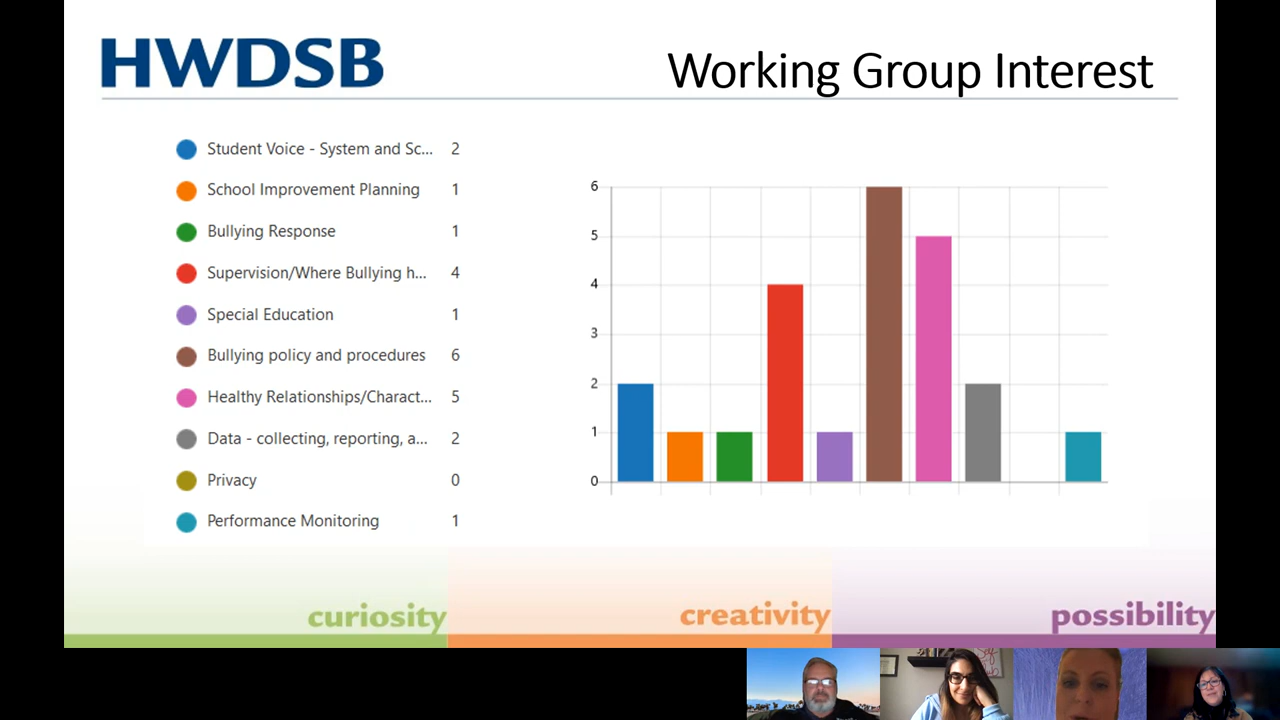 HWDSB
Working Group Interest
Student Voice - System and Sc... 2
School Improvement Planning 1
Bullying Response 1
Supervision/Where Bullying h... 4
Special Education 1
Bullying policy and procedures 6
Healthy Relationships/Charact... 5
Data - collecting, reporting, a... 2
Privacy 0
Performance Monitoring 1
6
5
4
3
2
1
0
curiosity
creativity
possibility